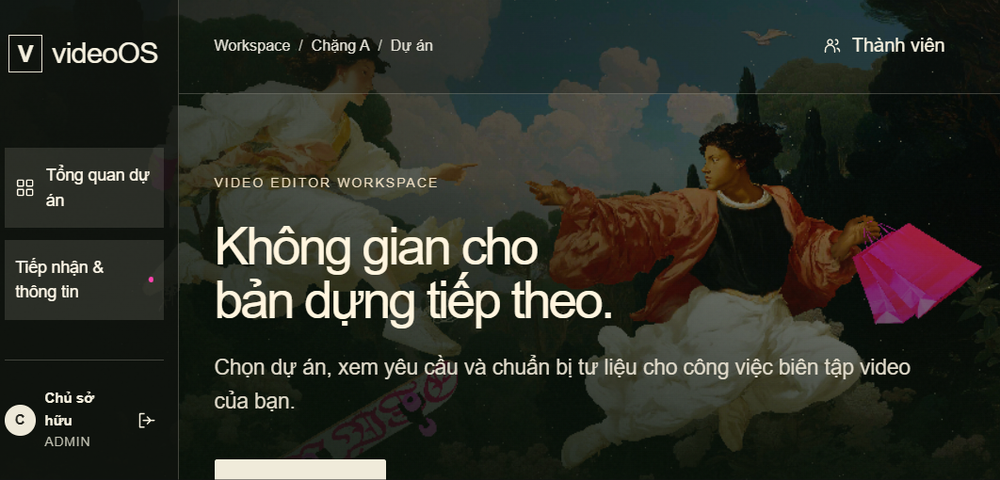 V videoOS
Workspace / Chặng A / Dự án
Thành viên
Tổng quan dự
án
Tiếp nhận &
thông tin
C
Chủ sở
hữu
ADMIN
VIDEO EDITOR WORKSPACE
Không gian cho
bản dựng tiếp theo.
Chọn dự án, xem yêu cầu và chuẩn bị tư liệu cho công việc biên tập video
của bạn.